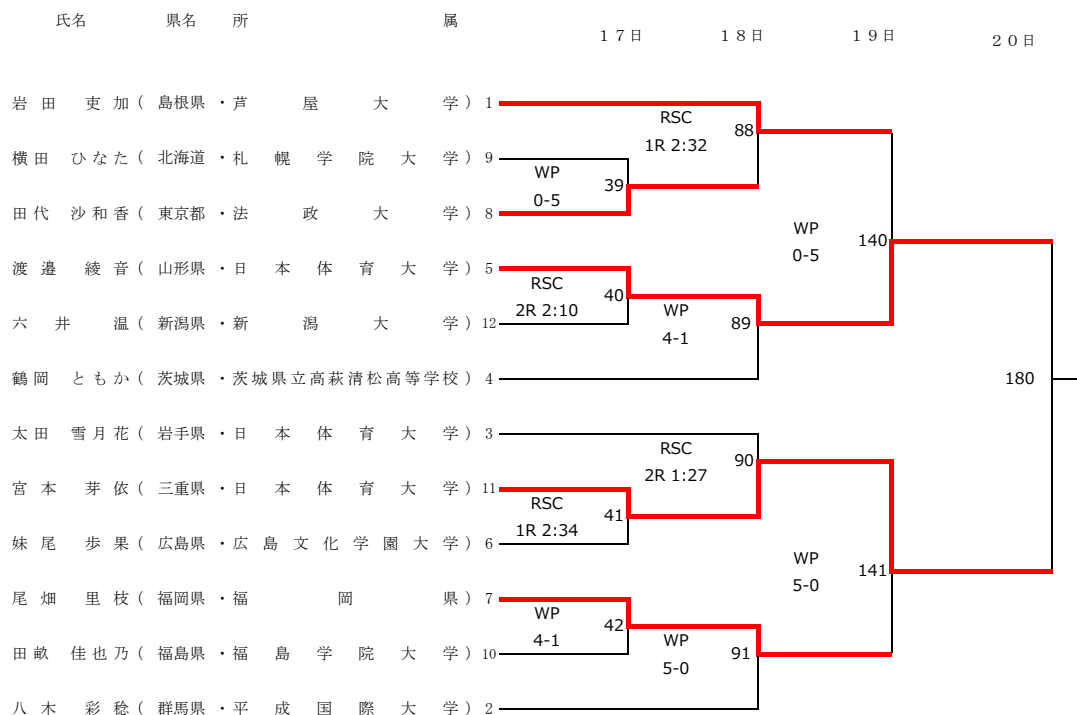 氏名 県名 所 属
17日 18日 19日 20日
岩田 吏加 ( 島根県 ・ 芦屋大学 ) 1
RSC 88
1R 2:32
横田 ひなた ( 北海道 ・ 札幌学院大学 ) 9
WP 39
0-5
田代 沙和香 ( 東京都 ・ 法政大学 ) 8
WP 140
0-5
渡邉 綾音 ( 山形県 ・ 日本体育大学 ) 5
RSC 40
2R 2:10
WP 89
4-1
六井 温 ( 新潟県 ・ 新潟大学 ) 12
鶴岡 ともか ( 茨城県 ・ 茨城県立高萩清松高等学校 ) 4
180
太田 雪月花 ( 岩手県 ・ 日本体育大学 ) 3
RSC 90
2R 1:27
宮本 芽依 ( 三重県 ・ 日本体育大学 ) 11
RSC 41
1R 2:34
妹尾 歩果 ( 広島県 ・ 広島文化学園大学 ) 6
WP 141
5-0
尾畑 里枝 ( 福岡県 ・ 福岡県 ) 7
WP 42
4-1
WP 91
5-0
田畝 佳也乃 ( 福島県 ・ 福島学院大学 ) 10
八木 彩稔 ( 群馬県 ・ 平成国際大学 ) 2